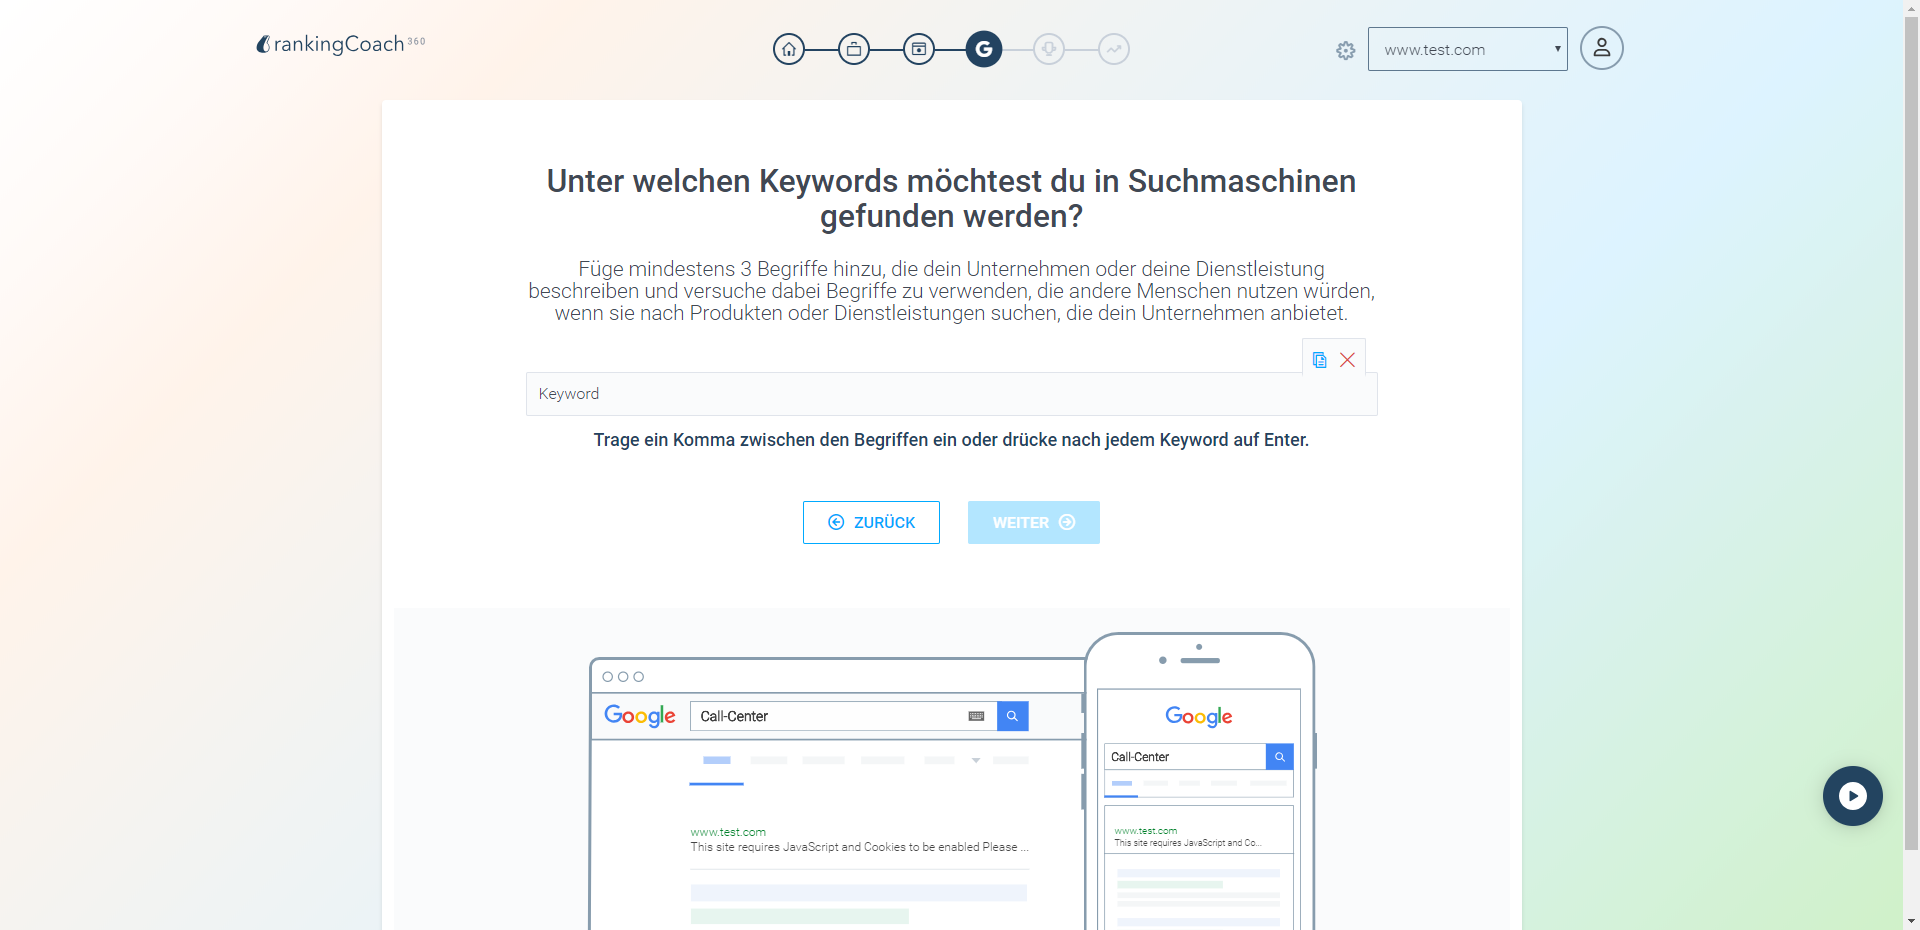 rankingCoach 360
G
www.test.com
Unter welchen Keywords möchtest du in Suchmaschinen
gefunden werden?
Füge mindestens 3 Begriffe hinzu, die dein Unternehmen oder deine Dienstleistung
beschreiben und versuche dabei Begriffe zu verwenden, die andere Menschen nutzen würden,
wenn sie nach Produkten oder Dienstleistungen suchen, die dein Unternehmen anbietet.
Keyword
Trage ein Komma zwischen den Begriffen ein oder drücke nach jedem Keyword auf Enter.
ZURÜCK
WEITER
Google
Call-Center
www.test.com
This site requires JavaScript and Cookies to be enabled Please ...
Google
Call-Center
www.test.com
This site requires JavaScript and Co...